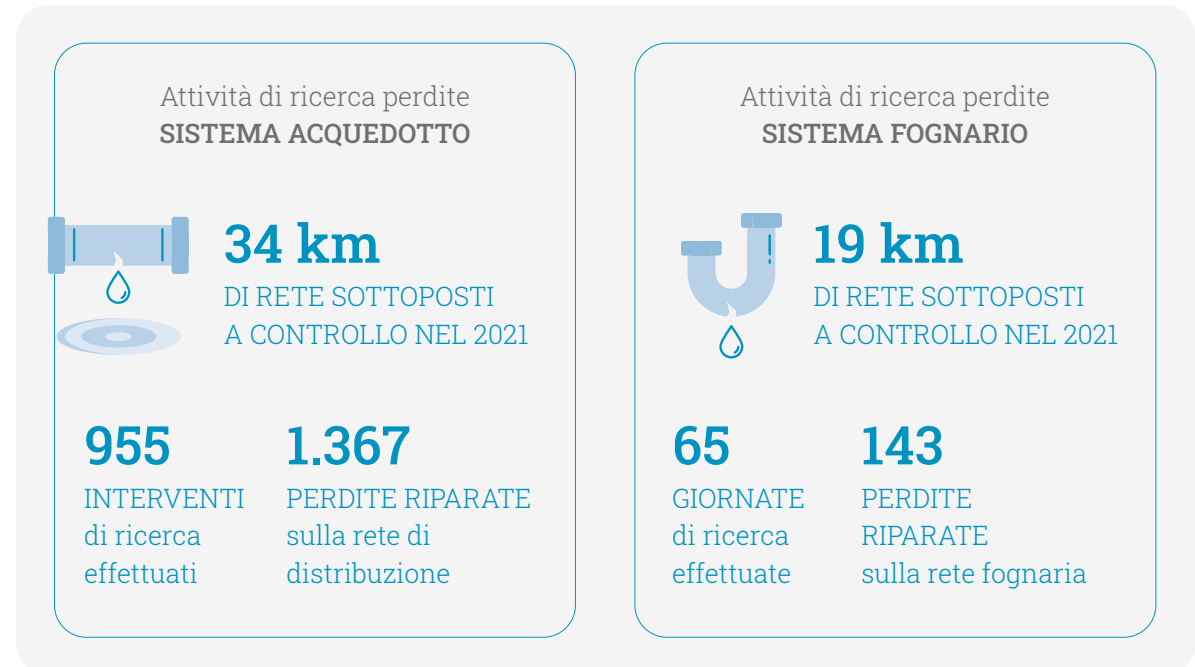 Attività di ricerca perdite
SISTEMA ACQUEDOTTO
34 km
DI RETE SOTTOPOSTI
A CONTROLLO NEL 2021
955
INTERVENTI
di ricerca
effettuati
1.367
PERDITE RIPARATE
sulla rete di
distribuzione
Attività di ricerca perdite
SISTEMA FOGNARIO
19 km
DI RETE SOTTOPOSTI
A CONTROLLO NEL 2021
65
GIORNATE
di ricerca
effettuate
143
PERDITE
RIPARATE
sulla rete fognaria